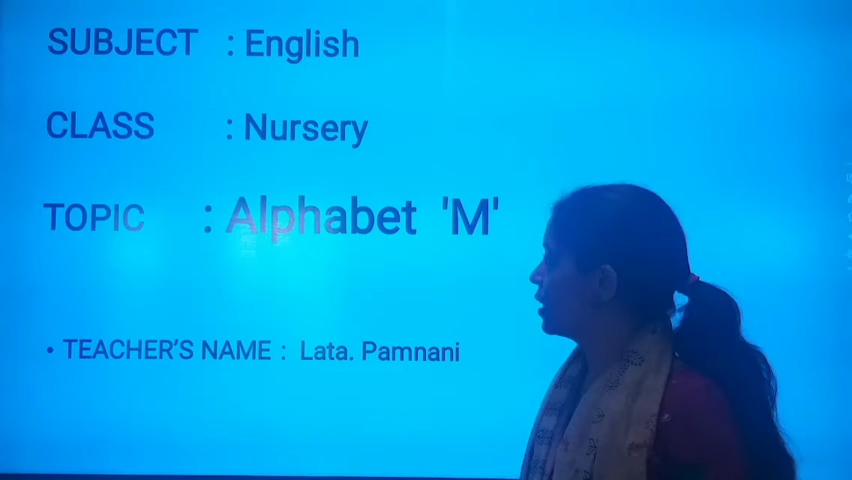 SUBJECT : English
CLASS : Nursery
TOPIC : Alphabet 'M'
• TEACHER'S NAME : Lata. Pamnani